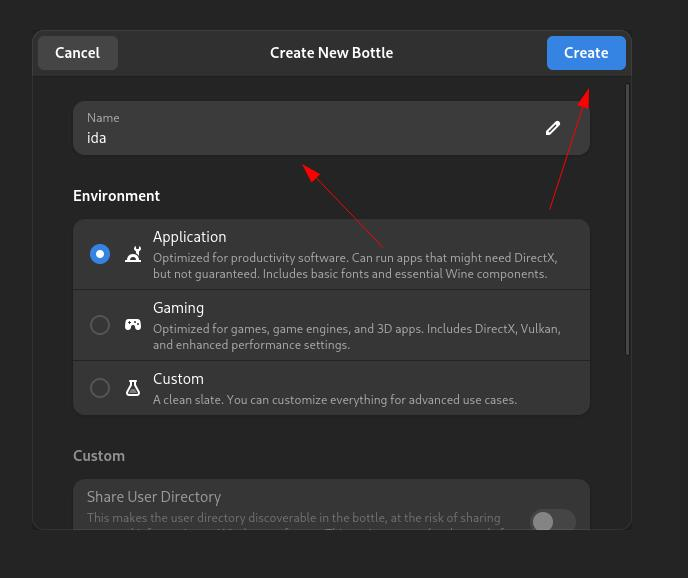 Cancel
Create New Bottle
Create
Name
ida
Environment
Application
Optimized for productivity software. Can run apps that might need DirectX,
but not guaranteed. Includes basic fonts and essential Wine components.
Gaming
Optimized for games, game engines, and 3D apps. Includes DirectX, Vulkan,
and enhanced performance settings.
Custom
A clean slate. You can customize everything for advanced use cases.
Custom
Share User Directory
This makes the user directory discoverable in the bottle, at the risk of sharing